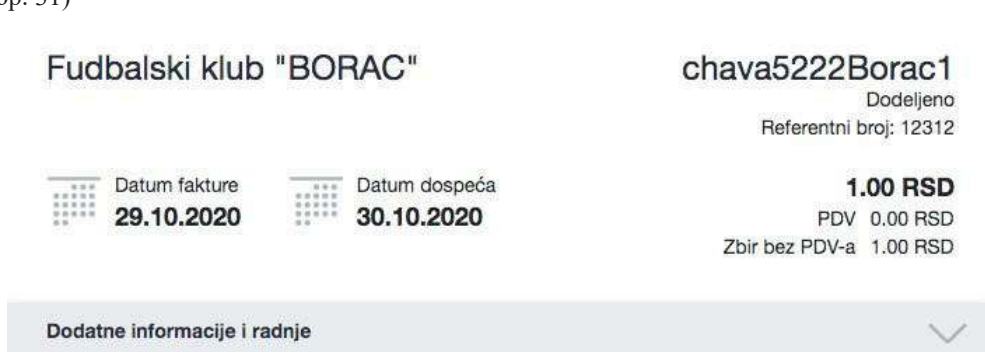 Fudbalski klub "BORAC"
chava5222Borac1
Dodeljeno
Referentni broj: 12312
Datum fakture
29.10.2020
Datum dospeća
30.10.2020
1.00 RSD
PDV 0.00 RSD
Zbir bez PDV-a 1.00 RSD
Dodatne informacije i radnje